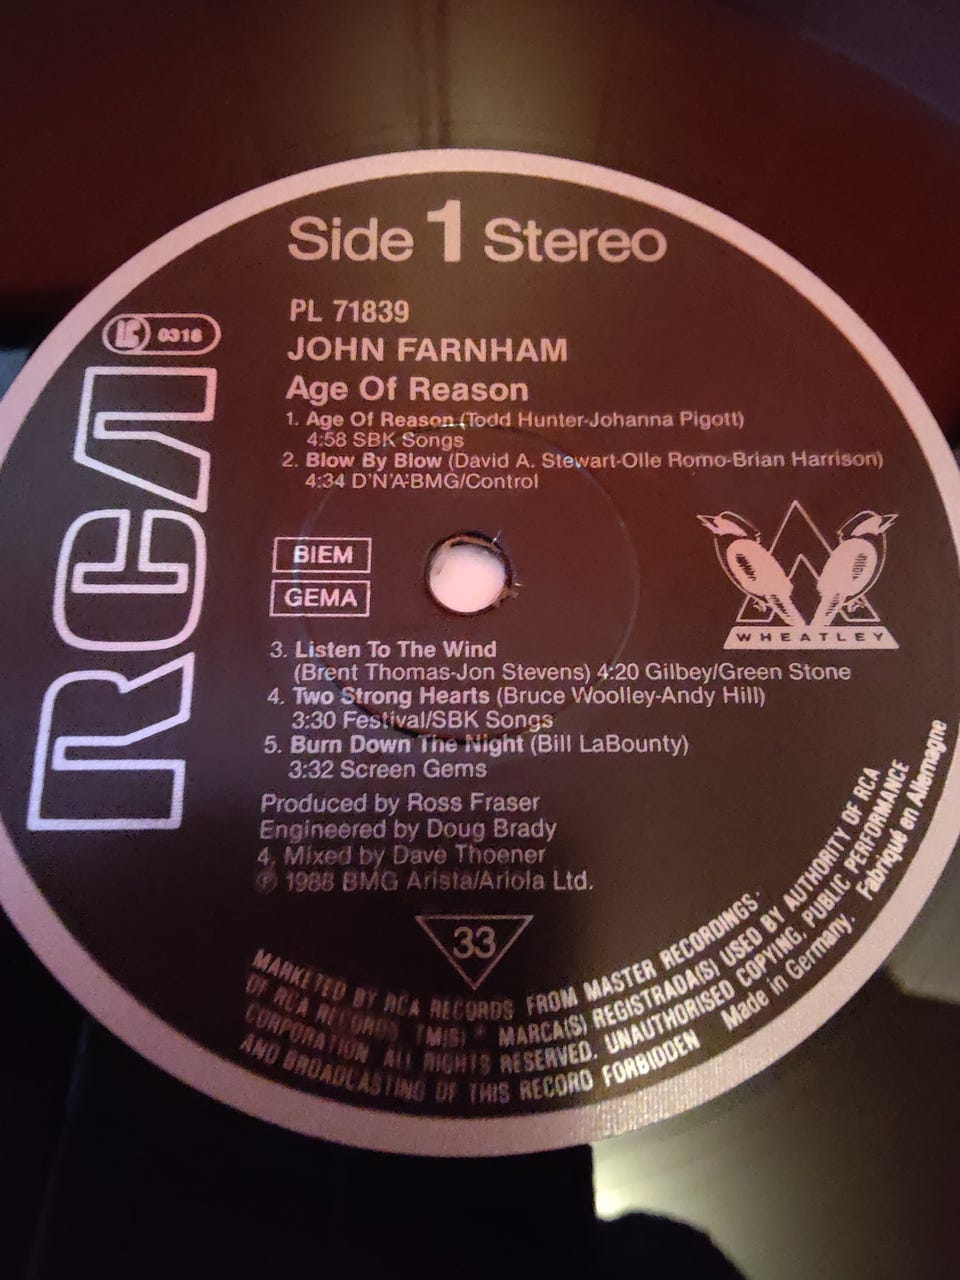 Side 1 Stereo
PL 71839
LC 0316
JOHN FARNHAM
Age Of Reason
1. Age Of Reason (Todd Hunter-Johanna Pigott)
4:58 SBK Songs
2. Blow By Blow (David A. Stewart-Olle Romo-Brian Harrison)
4:34 D'N'A-BMG/Control
RCA
BIEM
GEMA
WHEATLEY
3. Listen To The Wind
(Brent Thomas-Jon Stevens) 4:20 Gilbey/Green Stone
4. Two Strong Hearts (Bruce Woolley-Andy Hill)
3:30 Festival/SBK Songs
5. Burn Down The Night (Bill LaBounty)
3:32 Screen Gems
Produced by Ross Fraser
Engineered by Doug Brady
4. Mixed by Dave Thoener
℗ 1988 BMG Arista/Ariola Ltd.
33
MARKETED BY RCA RECORDS FROM MASTER RECORDINGS.
OF RCA RECORDS TM(S) ® MARCA(S) REGISTRADA(S) USED BY AUTHORITY OF RCA
CORPORATION. ALL RIGHTS RESERVED. UNAUTHORISED COPYING, PUBLIC PERFORMANCE
AND BROADCASTING OF THIS RECORD FORBIDDEN Made in Germany. Fabriqué en Allemagne